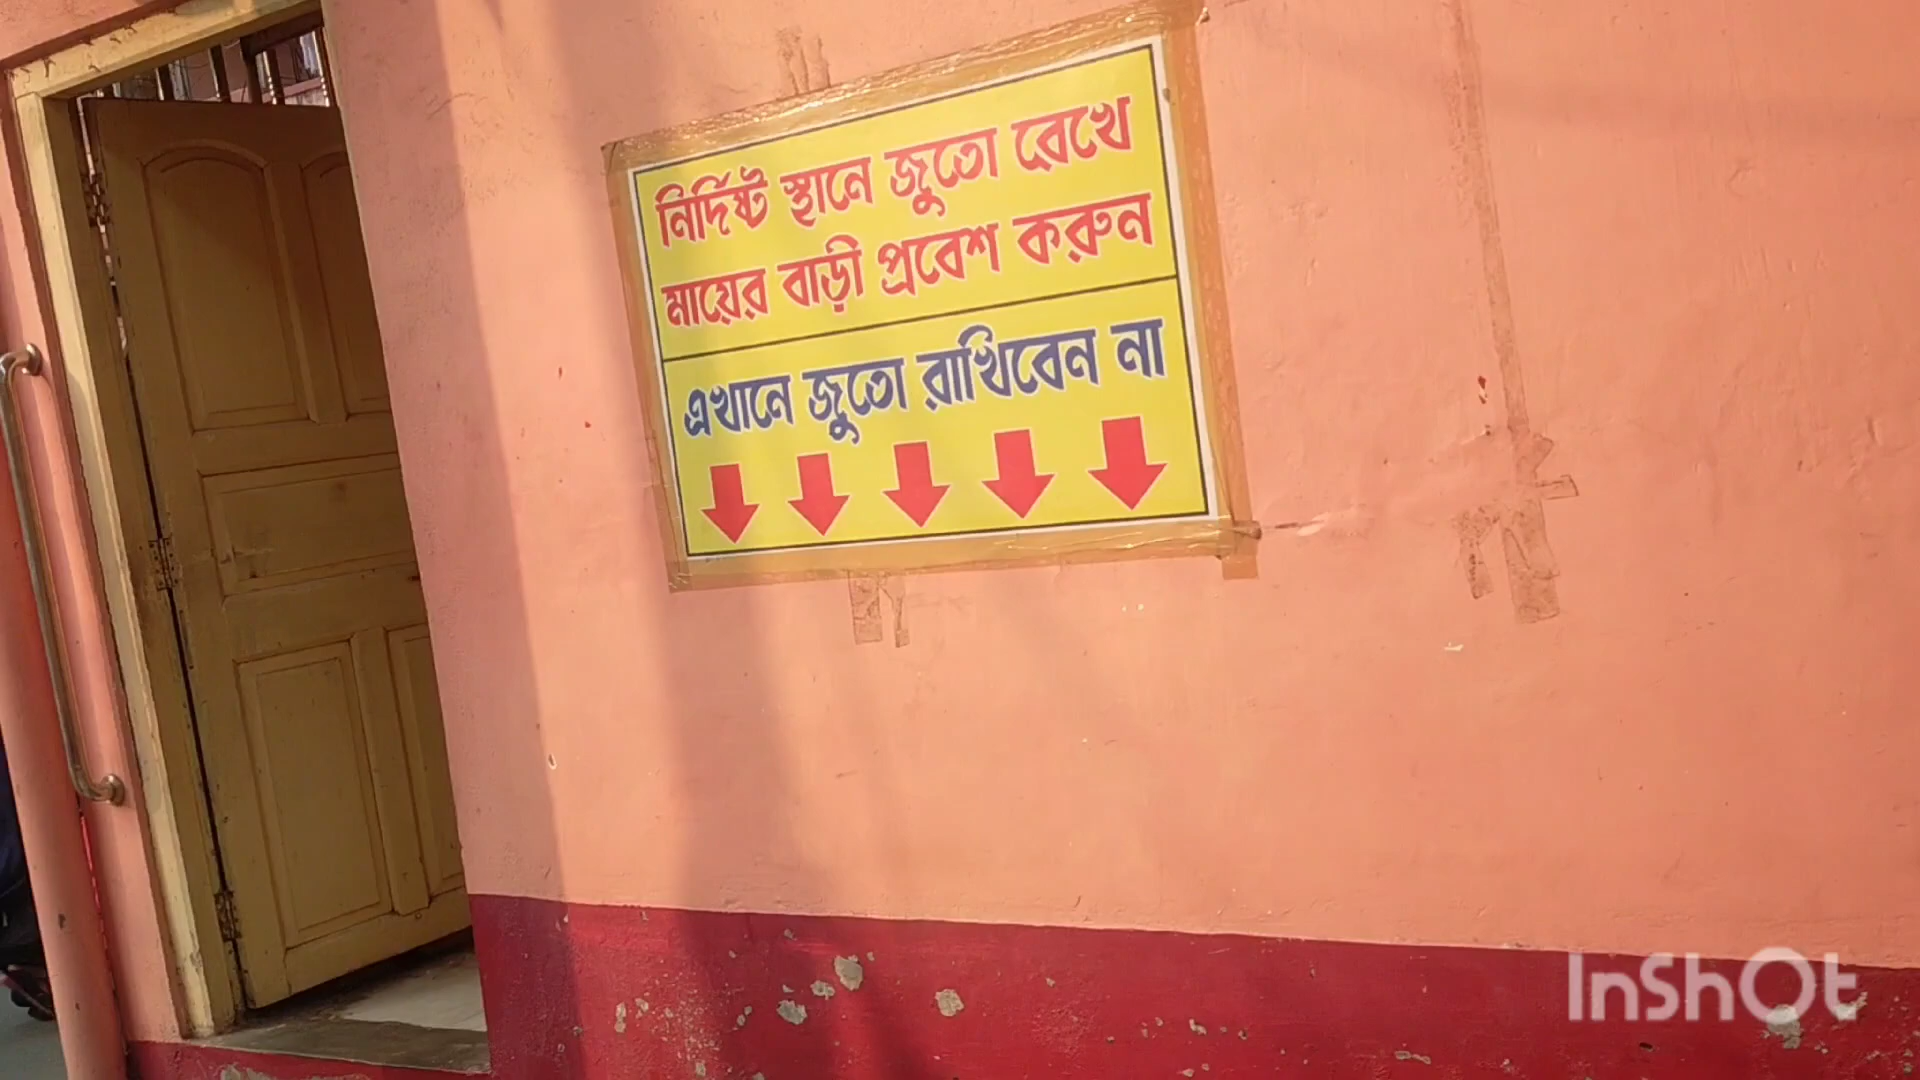 নির্দিষ্ট স্থানে জুতো রেখে
মায়ের বাড়ী প্রবেশ করুন
এখানে জুতো রাখিবেন না
InShOt